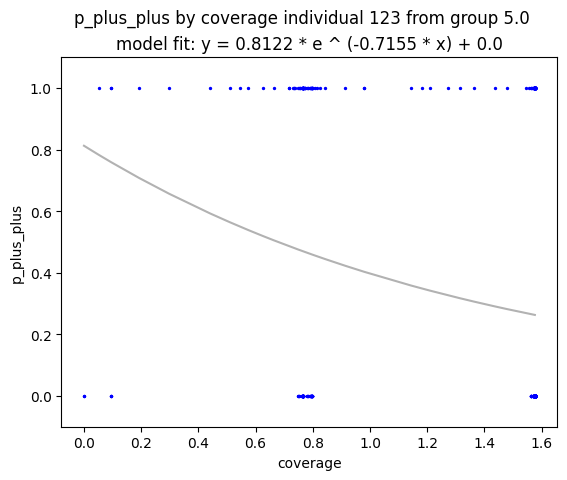 p_plus_plus by coverage individual 123 from group 5.0
model fit: y = 0.8122 * e ^ (-0.7155 * x) + 0.0
1.0
0.8
0.6
0.4
0.2
0.0
p_plus_plus
0.0 0.2 0.4 0.6 0.8 1.0 1.2 1.4 1.6
coverage